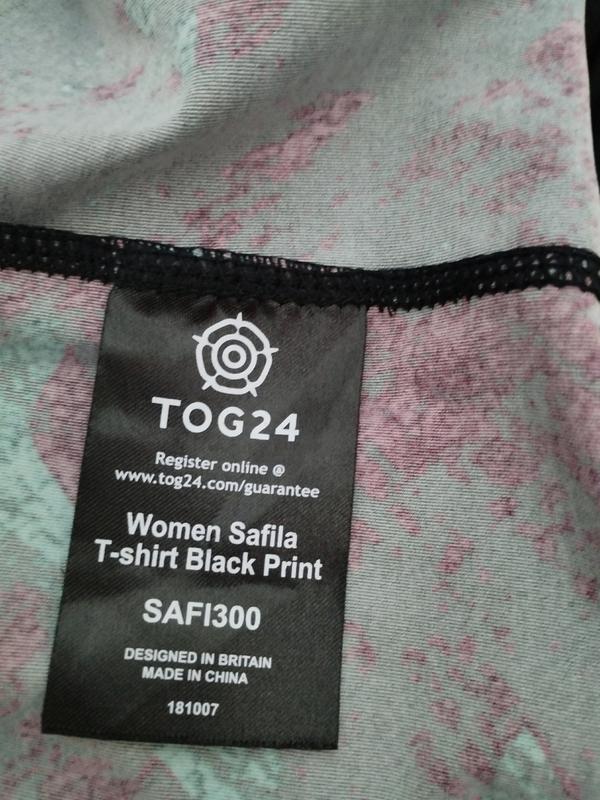 TOG24
Register online @
www.tog24.com/guarantee
Women Safila
T-shirt Black Print
SAFI300
DESIGNED IN BRITAIN
MADE IN CHINA
181007